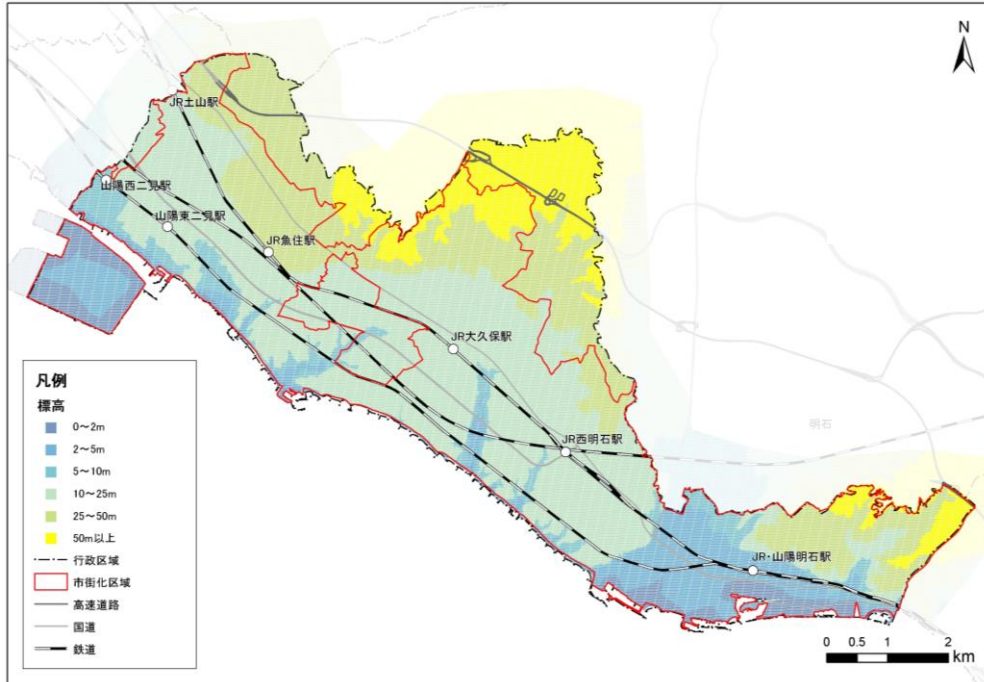 N
JR土山駅
山陽西二見駅
山陽東二見駅
JR魚住駅
JR大久保駅
明石
JR西明石駅
JR・山陽明石駅
凡例
標高
0～2m
2～5m
5～10m
10～25m
25～50m
50m以上
行政区域
市街化区域
高速道路
国道
鉄道
0 0.5 1 2
km